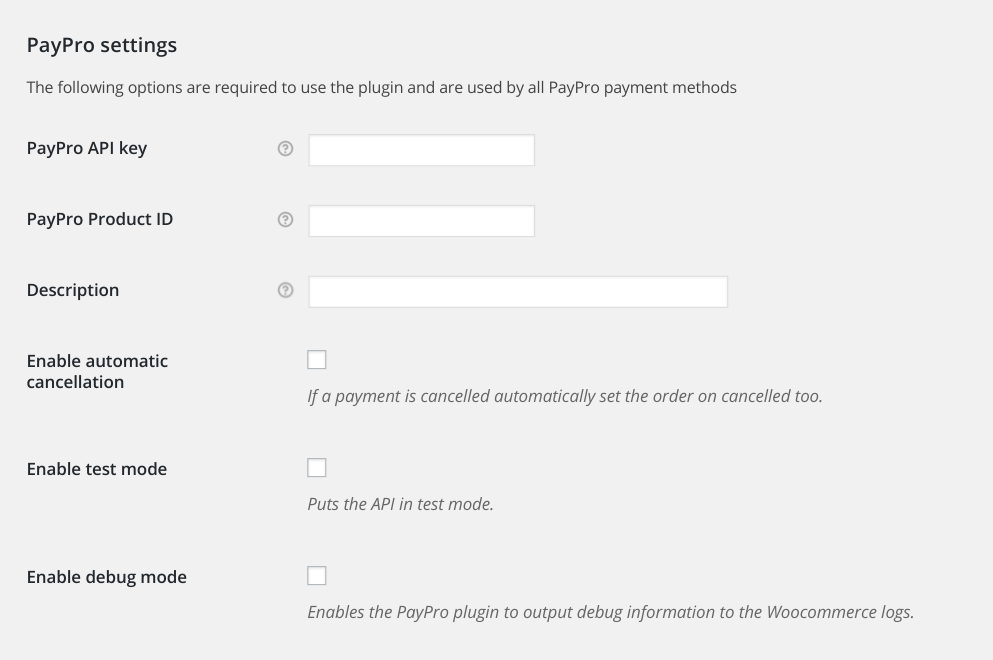 PayPro settings
The following options are required to use the plugin and are used by all PayPro payment methods
PayPro API key
PayPro Product ID
Description
Enable automatic
cancellation
If a payment is cancelled automatically set the order on cancelled too.
Enable test mode
Puts the API in test mode.
Enable debug mode
Enables the PayPro plugin to output debug information to the Woocommerce logs.